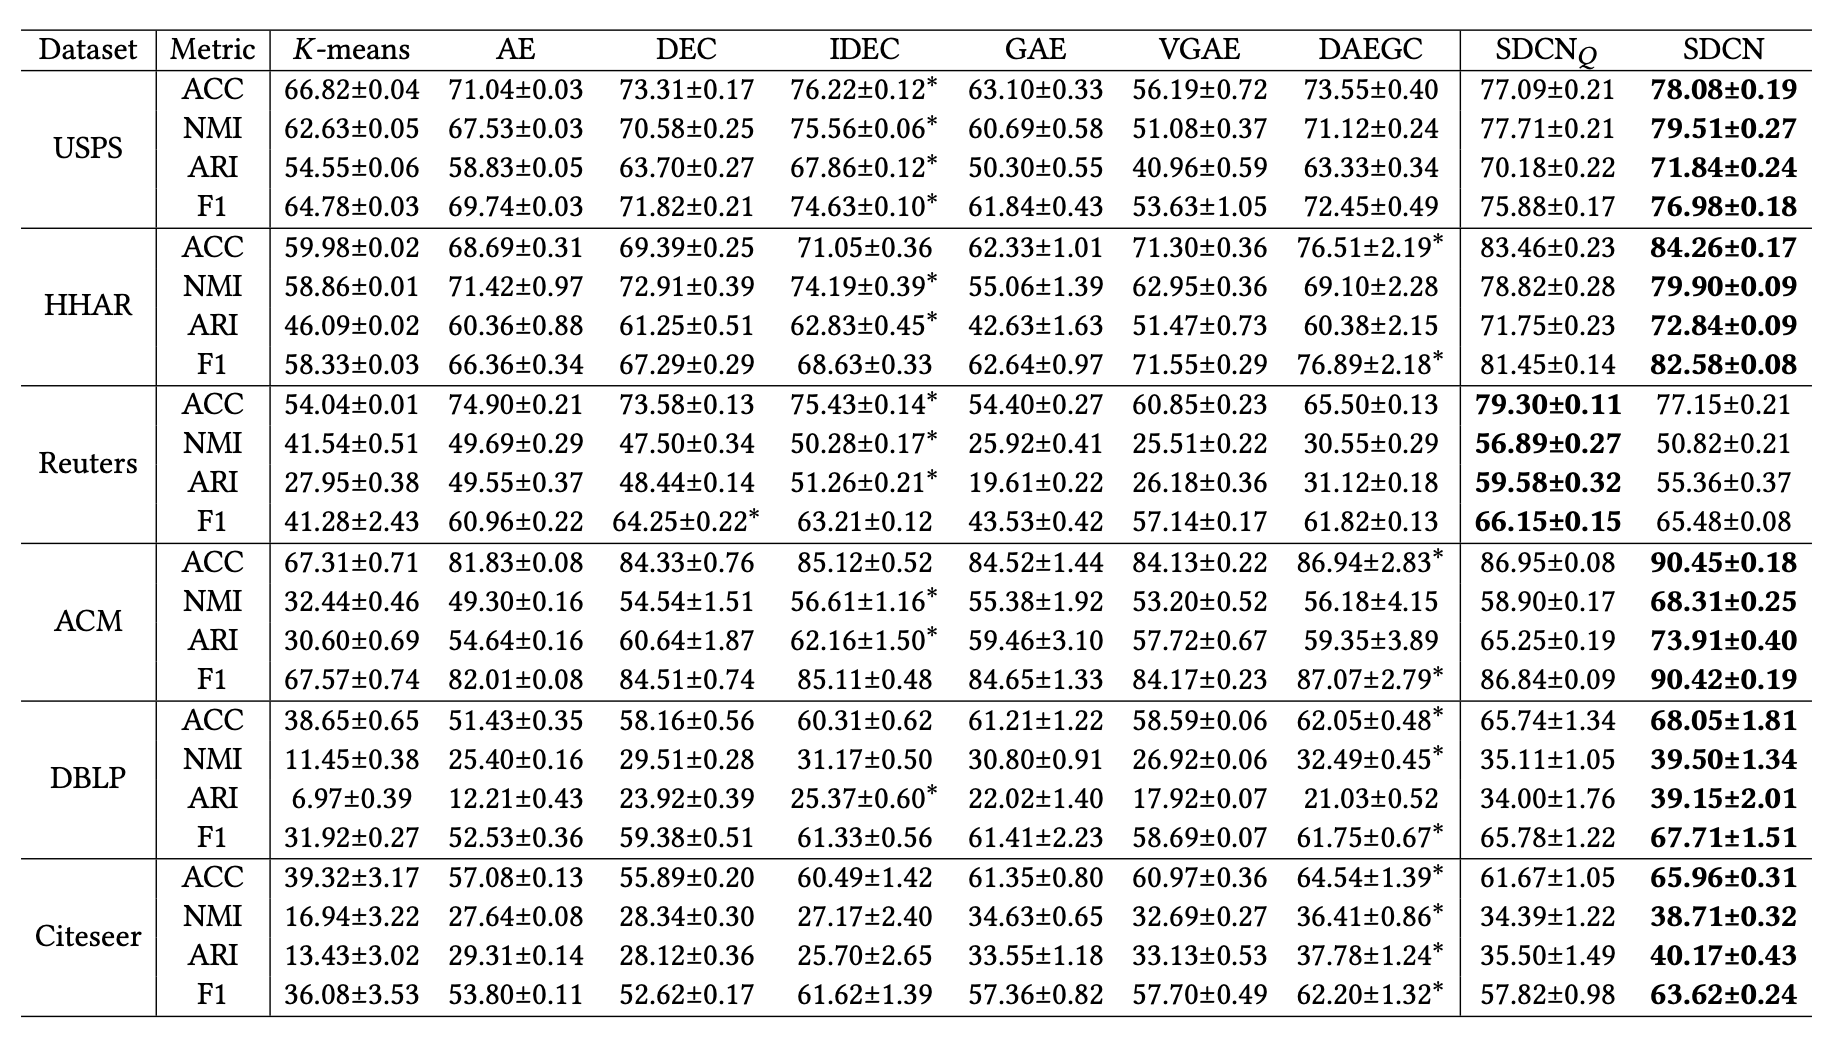 Dataset Metric K-means AE DEC IDEC GAE VGAE DAEGC SDCN_Q SDCN
USPS ACC 66.82±0.04 71.04±0.03 73.31±0.17 76.22±0.12* 63.10±0.33 56.19±0.72 73.55±0.40 77.09±0.21 78.08±0.19
NMI 62.63±0.05 67.53±0.03 70.58±0.25 75.56±0.06* 60.69±0.58 51.08±0.37 71.12±0.24 77.71±0.21 79.51±0.27
ARI 54.55±0.06 58.83±0.05 63.70±0.27 67.86±0.12* 50.30±0.55 40.96±0.59 63.33±0.34 70.18±0.22 71.84±0.24
F1 64.78±0.03 69.74±0.03 71.82±0.21 74.63±0.10* 61.84±0.43 53.63±1.05 72.45±0.49 75.88±0.17 76.98±0.18
HHAR ACC 59.98±0.02 68.69±0.31 69.39±0.25 71.05±0.36 62.33±1.01 71.30±0.36 76.51±2.19* 83.46±0.23 84.26±0.17
NMI 58.86±0.01 71.42±0.97 72.91±0.39 74.19±0.39* 55.06±1.39 62.95±0.36 69.10±2.28 78.82±0.28 79.90±0.09
ARI 46.09±0.02 60.36±0.88 61.25±0.51 62.83±0.45* 42.63±1.63 51.47±0.73 60.38±2.15 71.75±0.23 72.84±0.09
F1 58.33±0.03 66.36±0.34 67.29±0.29 68.63±0.33 62.64±0.97 71.55±0.29 76.89±2.18* 81.45±0.14 82.58±0.08
Reuters ACC 54.04±0.01 74.90±0.21 73.58±0.13 75.43±0.14* 54.40±0.27 60.85±0.23 65.50±0.13 79.30±0.11 77.15±0.21
NMI 41.54±0.51 49.69±0.29 47.50±0.34 50.28±0.17* 25.92±0.41 25.51±0.22 30.55±0.29 56.89±0.27 50.82±0.21
ARI 27.95±0.38 49.55±0.37 48.44±0.14 51.26±0.21* 19.61±0.22 26.18±0.36 31.12±0.18 59.58±0.32 55.36±0.37
F1 41.28±2.43 60.96±0.22 64.25±0.22* 63.21±0.12 43.53±0.42 57.14±0.17 61.82±0.13 66.15±0.15 65.48±0.08
ACM ACC 67.31±0.71 81.83±0.08 84.33±0.76 85.12±0.52 84.52±1.44 84.13±0.22 86.94±2.83* 86.95±0.08 90.45±0.18
NMI 32.44±0.46 49.30±0.16 54.54±1.51 56.61±1.16* 55.38±1.92 53.20±0.52 56.18±4.15 58.90±0.17 68.31±0.25
ARI 30.60±0.69 54.64±0.16 60.64±1.87 62.16±1.50* 59.46±3.10 57.72±0.67 59.35±3.89 65.25±0.19 73.91±0.40
F1 67.57±0.74 82.01±0.08 84.51±0.74 85.11±0.48 84.65±1.33 84.17±0.23 87.07±2.79* 86.84±0.09 90.42±0.19
DBLP ACC 38.65±0.65 51.43±0.35 58.16±0.56 60.31±0.62 61.21±1.22 58.59±0.06 62.05±0.48* 65.74±1.34 68.05±1.81
NMI 11.45±0.38 25.40±0.16 29.51±0.28 31.17±0.50 30.80±0.91 26.92±0.06 32.49±0.45* 35.11±1.05 39.50±1.34
ARI 6.97±0.39 12.21±0.43 23.92±0.39 25.37±0.60* 22.02±1.40 17.92±0.07 21.03±0.52 34.00±1.76 39.15±2.01
F1 31.92±0.27 52.53±0.36 59.38±0.51 61.33±0.56 61.41±2.23 58.69±0.07 61.75±0.67* 65.78±1.22 67.71±1.51
Citeseer ACC 39.32±3.17 57.08±0.13 55.89±0.20 60.49±1.42 61.35±0.80 60.97±0.36 64.54±1.39* 61.67±1.05 65.96±0.31
NMI 16.94±3.22 27.64±0.08 28.34±0.30 27.17±2.40 34.63±0.65 32.69±0.27 36.41±0.86* 34.39±1.22 38.71±0.32
ARI 13.43±3.02 29.31±0.14 28.12±0.36 25.70±2.65 33.55±1.18 33.13±0.53 37.78±1.24* 35.50±1.49 40.17±0.43
F1 36.08±3.53 53.80±0.11 52.62±0.17 61.62±1.39 57.36±0.82 57.70±0.49 62.20±1.32* 57.82±0.98 63.62±0.24